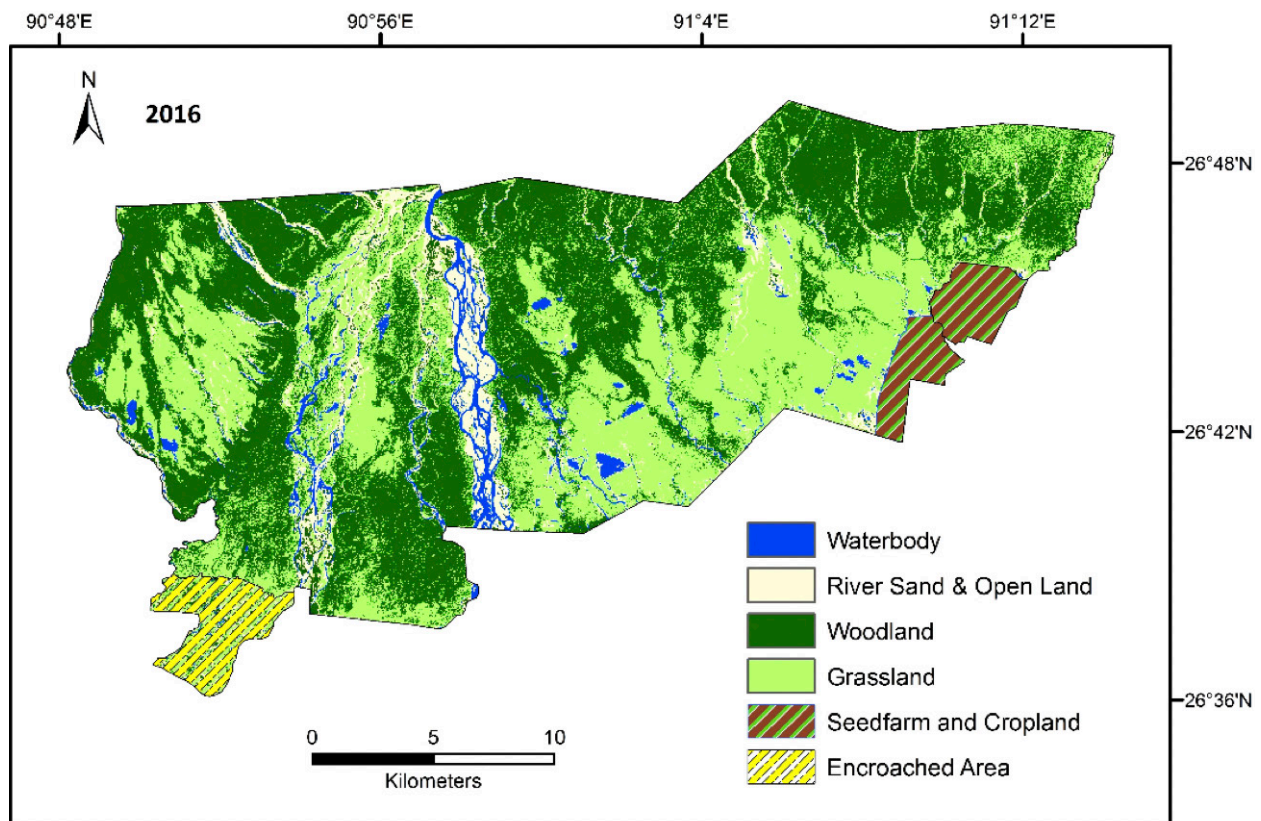 90°48'E
90°56'E
91°4'E
91°12'E
N
2016
26°48'N
26°42'N
Waterbody
River Sand & Open Land
Woodland
Grassland
26°36'N
Seedfarm and Cropland
0 5 10
Encroached Area
Kilometers